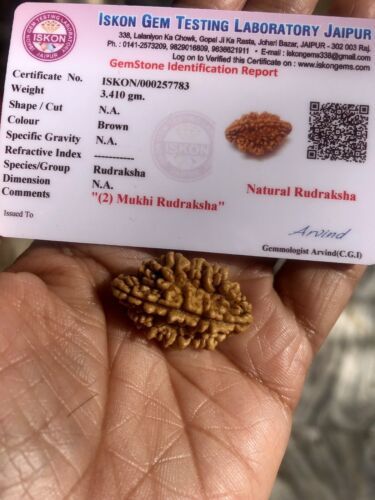 ISKON GEM TESTING LABORATORY JAIPUR
338, Lalaniyon Ka Chowk, Gopal Ji Ka Rasta, Johari Bazar, JAIPUR - 302 003 Raj.
Ph.: 0141-2573209, 9829016809, 9636621911 • E-mail : iskongems338@gmail.com
Log on to Verified this Certificate on : www.iskongems.com
GemStone Identification Report
ISKON
Certificate No. ISKON/000257783
Weight 3.410 gm.
Shape / Cut N.A.
Colour Brown
Specific Gravity N.A.
Refractive Index -----------
Species/Group Rudraksha
Dimension N.A.
Comments "(2) Mukhi Rudraksha"
Issued To
ISKON
Natural Rudraksha
Arvind
Gemmologist Arvind(C.G.I)